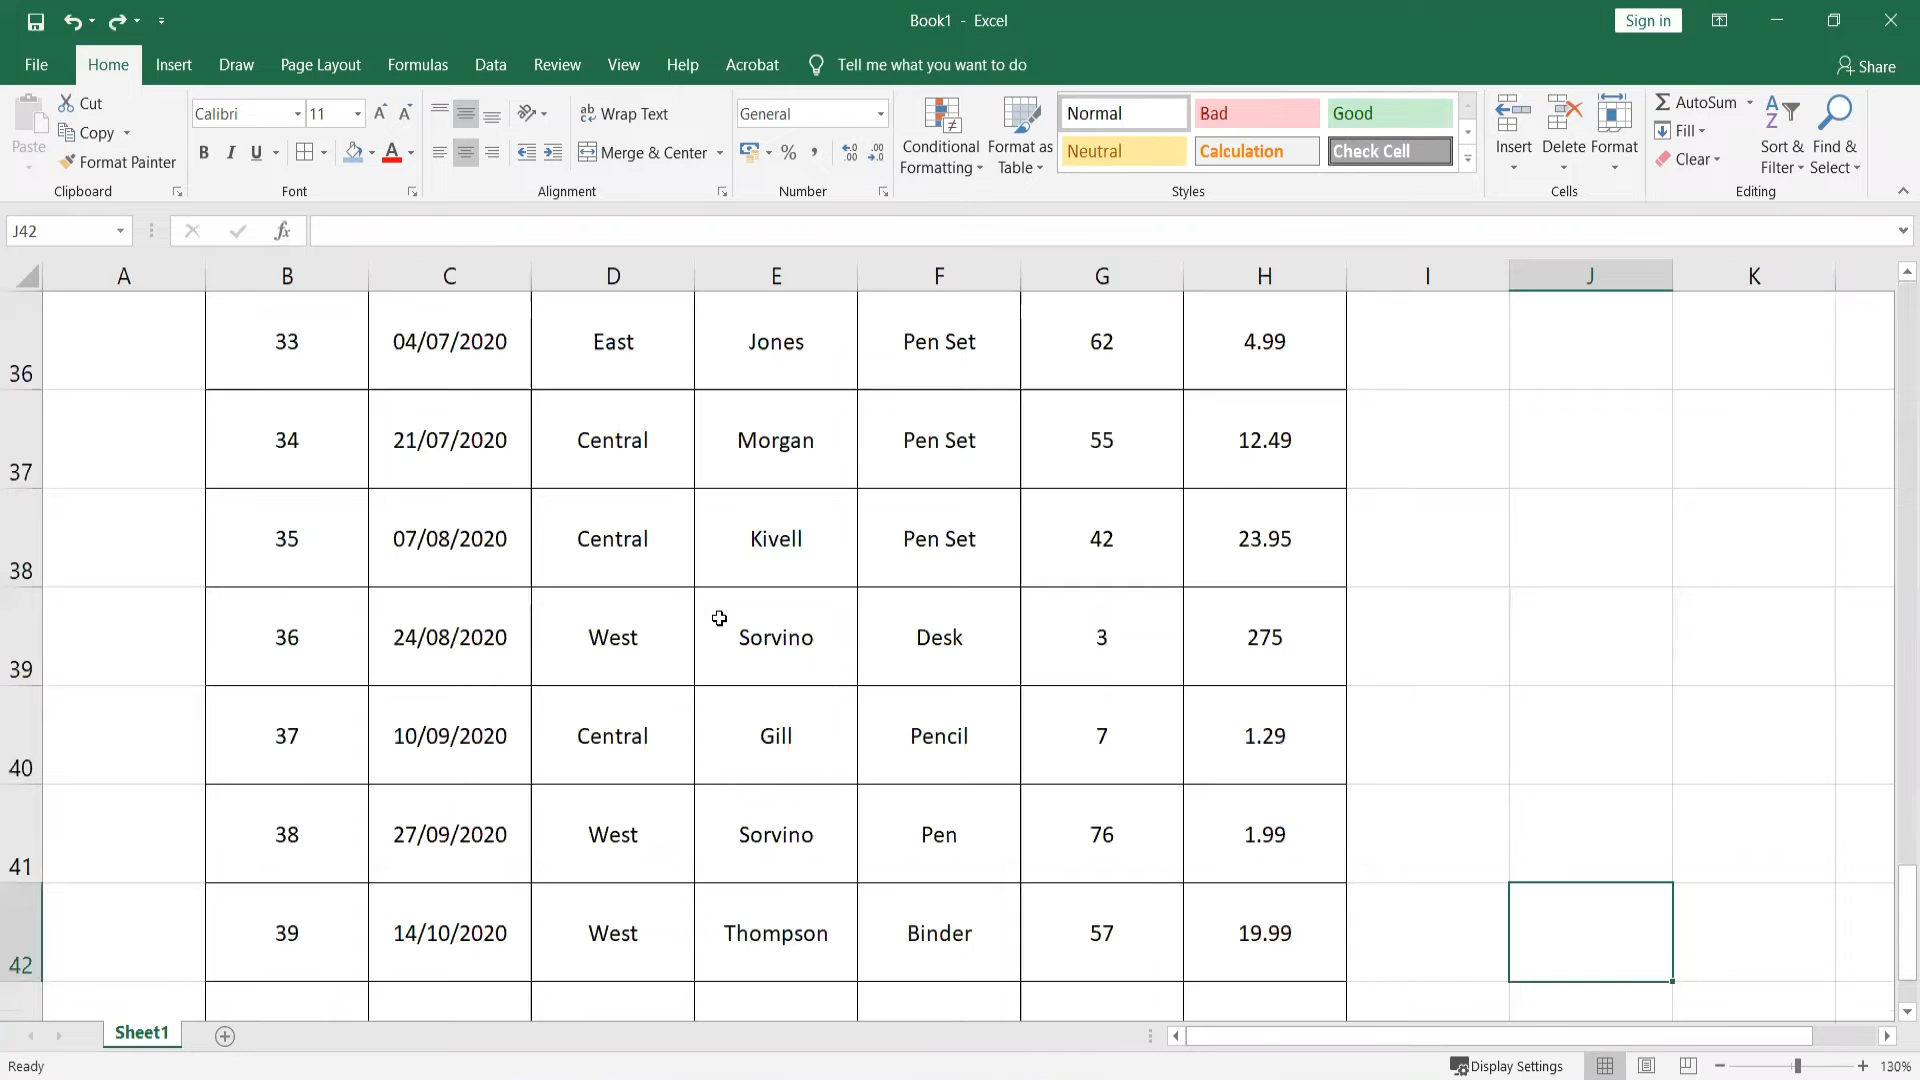 Book1 - Excel
Sign in
File Home Insert Draw Page Layout Formulas Data Review View Help Acrobat Tell me what you want to do Share
Paste
Cut
Copy
Format Painter
Clipboard
Calibri 11
B I U A
Font
Wrap Text
Merge & Center
Alignment
General
% ,
Number
Conditional Formatting
Format as Table
Normal Bad Good
Neutral Calculation Check Cell
Styles
Insert Delete Format
Cells
AutoSum
Fill
Clear
Sort & Filter
Find & Select
Editing
J42 fx
A B C D E F G H I J K
36 33 04/07/2020 East Jones Pen Set 62 4.99
37 34 21/07/2020 Central Morgan Pen Set 55 12.49
38 35 07/08/2020 Central Kivell Pen Set 42 23.95
39 36 24/08/2020 West Sorvino Desk 3 275
40 37 10/09/2020 Central Gill Pencil 7 1.29
41 38 27/09/2020 West Sorvino Pen 76 1.99
42 39 14/10/2020 West Thompson Binder 57 19.99
Sheet1
Ready Display Settings 130%